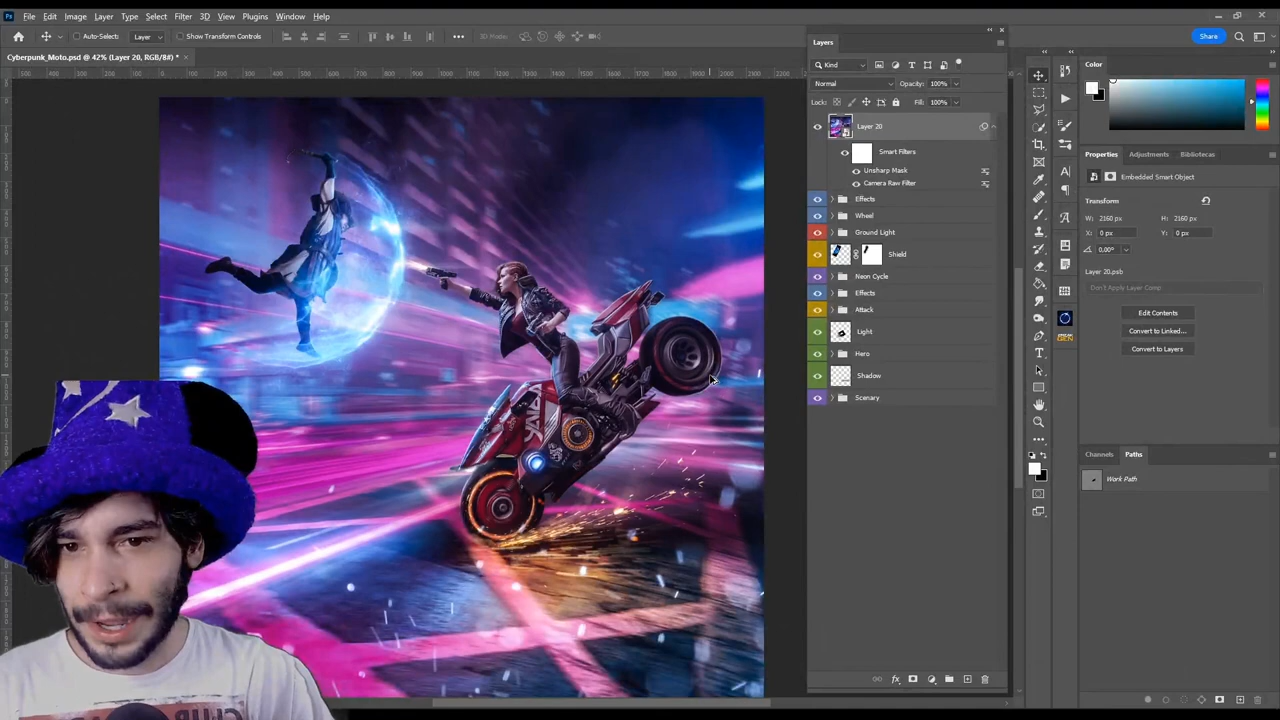 Ps File Edit Image Layer Type Select Filter 3D View Plugins Window Help
Auto-Select: Layer Show Transform Controls 3D Mode: Share
Cyberpunk_Moto.psd @ 42% (Layer 20, RGB/8#) *
Layers
Kind
Normal Opacity: 100%
Lock: Fill: 100%
Layer 20
Smart Filters
Unsharp Mask
Camera Raw Filter
Effects
Wheel
Ground Light
Shield
Neon Cycle
Effects
Attack
Light
Hero
Shadow
Scenary
fx
Color
Properties Adjustments Bibliotecas
Embedded Smart Object
Transform
W: 2160 px H: 2160 px
X: 0 px Y: 0 px
0,00°
Layer 20.psb
Don't Apply Layer Comp
Edit Contents
Convert to Linked...
Convert to Layers
Channels Paths
Work Path